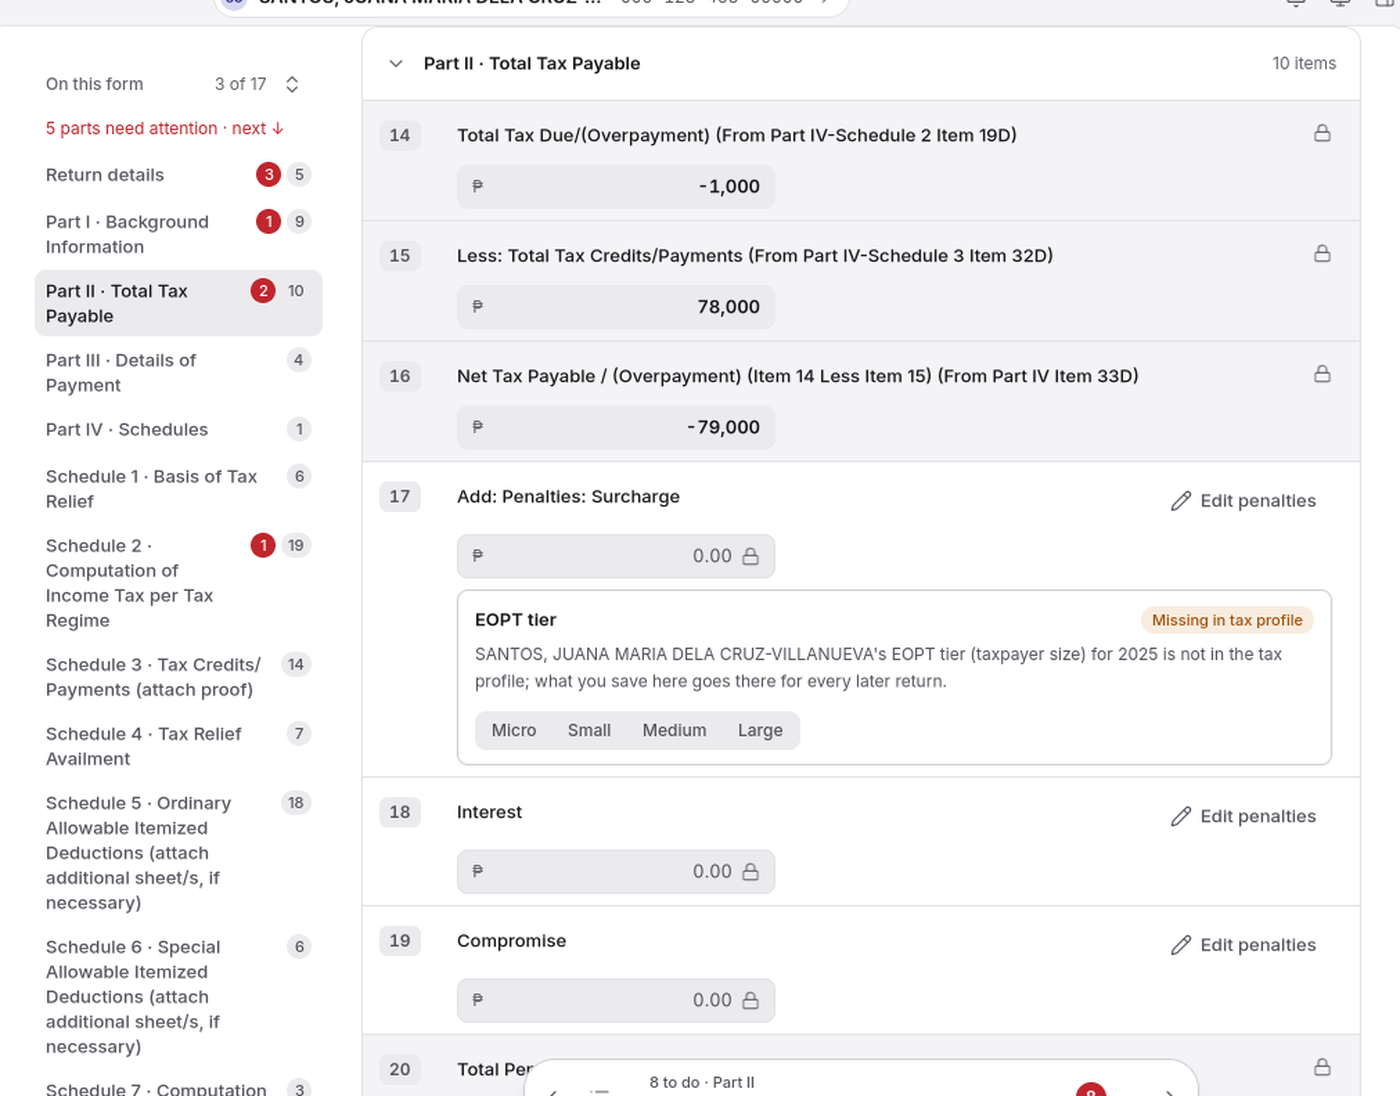 On this form 3 of 17
5 parts need attention · next ↓
Return details 3 5
Part I · Background
Information 1 9
Part II · Total Tax
Payable 2 10
Part III · Details of
Payment 4
Part IV · Schedules 1
Schedule 1 · Basis of Tax
Relief 6
Schedule 2 ·
Computation of
Income Tax per Tax
Regime 1 19
Schedule 3 · Tax Credits/
Payments (attach proof) 14
Schedule 4 · Tax Relief
Availment 7
Schedule 5 · Ordinary
Allowable Itemized
Deductions (attach
additional sheet/s, if
necessary) 18
Schedule 6 · Special
Allowable Itemized
Deductions (attach
additional sheet/s, if
necessary) 6
Schedule 7 · Computation 3
Part II · Total Tax Payable 10 items
14 Total Tax Due/(Overpayment) (From Part IV-Schedule 2 Item 19D)
₱ -1,000
15 Less: Total Tax Credits/Payments (From Part IV-Schedule 3 Item 32D)
₱ 78,000
16 Net Tax Payable / (Overpayment) (Item 14 Less Item 15) (From Part IV Item 33D)
₱ -79,000
17 Add: Penalties: Surcharge Edit penalties
₱ 0.00
EOPT tier Missing in tax profile
SANTOS, JUANA MARIA DELA CRUZ-VILLANUEVA's EOPT tier (taxpayer size) for 2025 is not in the tax
profile; what you save here goes there for every later return.
Micro Small Medium Large
18 Interest Edit penalties
₱ 0.00
19 Compromise Edit penalties
₱ 0.00
20 Total
8 to do · Part II